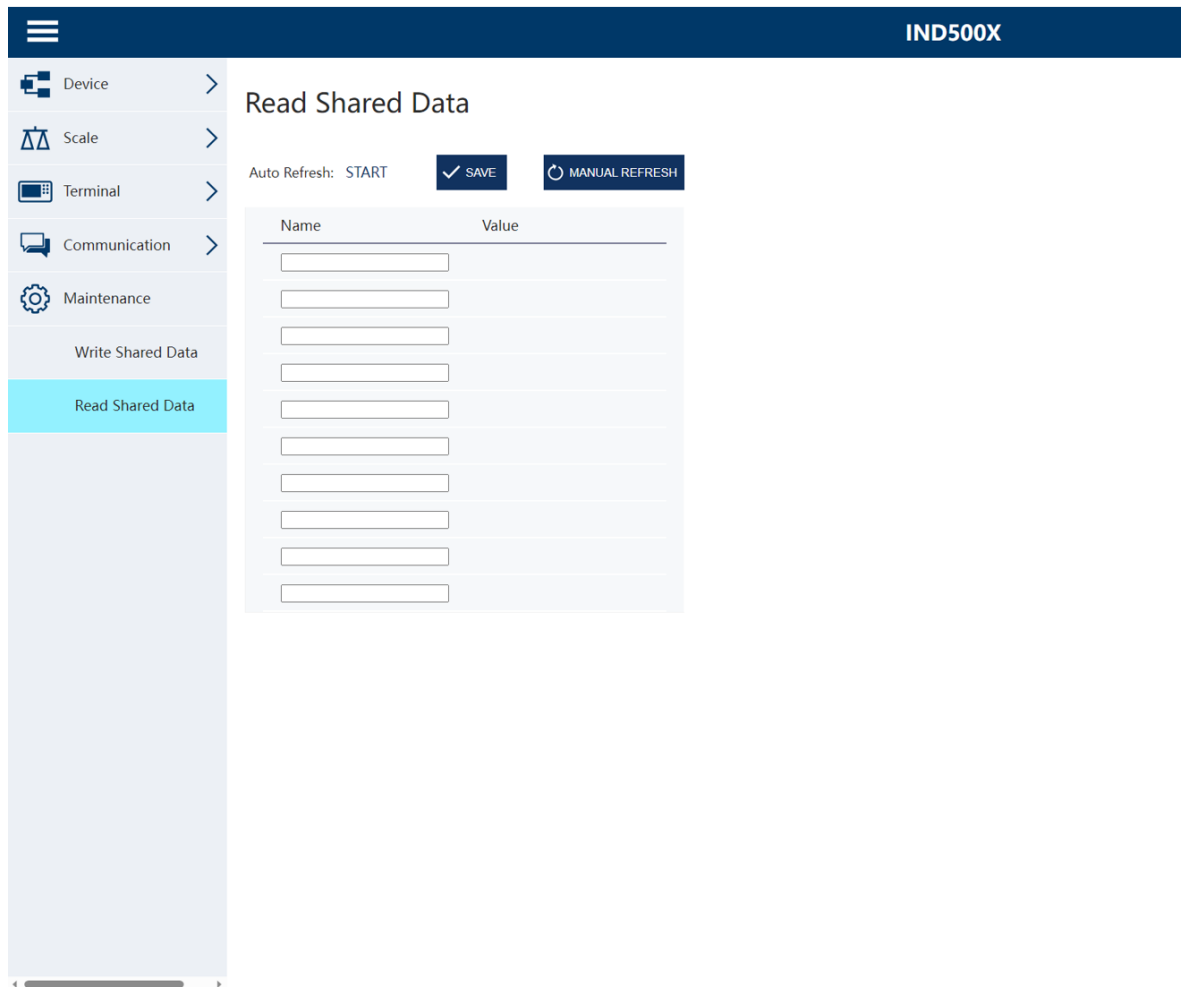 IND500X
Device
Scale
Terminal
Communication
Maintenance
Write Shared Data
Read Shared Data
Read Shared Data
Auto Refresh: START SAVE MANUAL REFRESH
Name Value